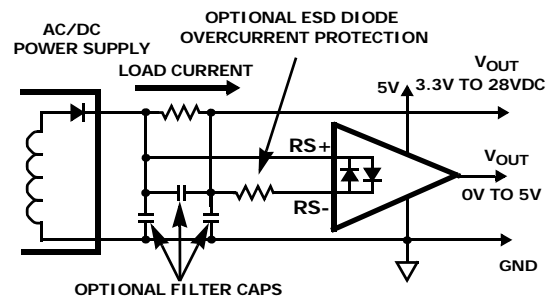 OPTIONAL ESD DIODE
OVERCURRENT PROTECTION
AC/DC
POWER SUPPLY
LOAD CURRENT
5V
VOUT
3.3V TO 28VDC
RS+
RS-
VOUT
0V TO 5V
GND
OPTIONAL FILTER CAPS